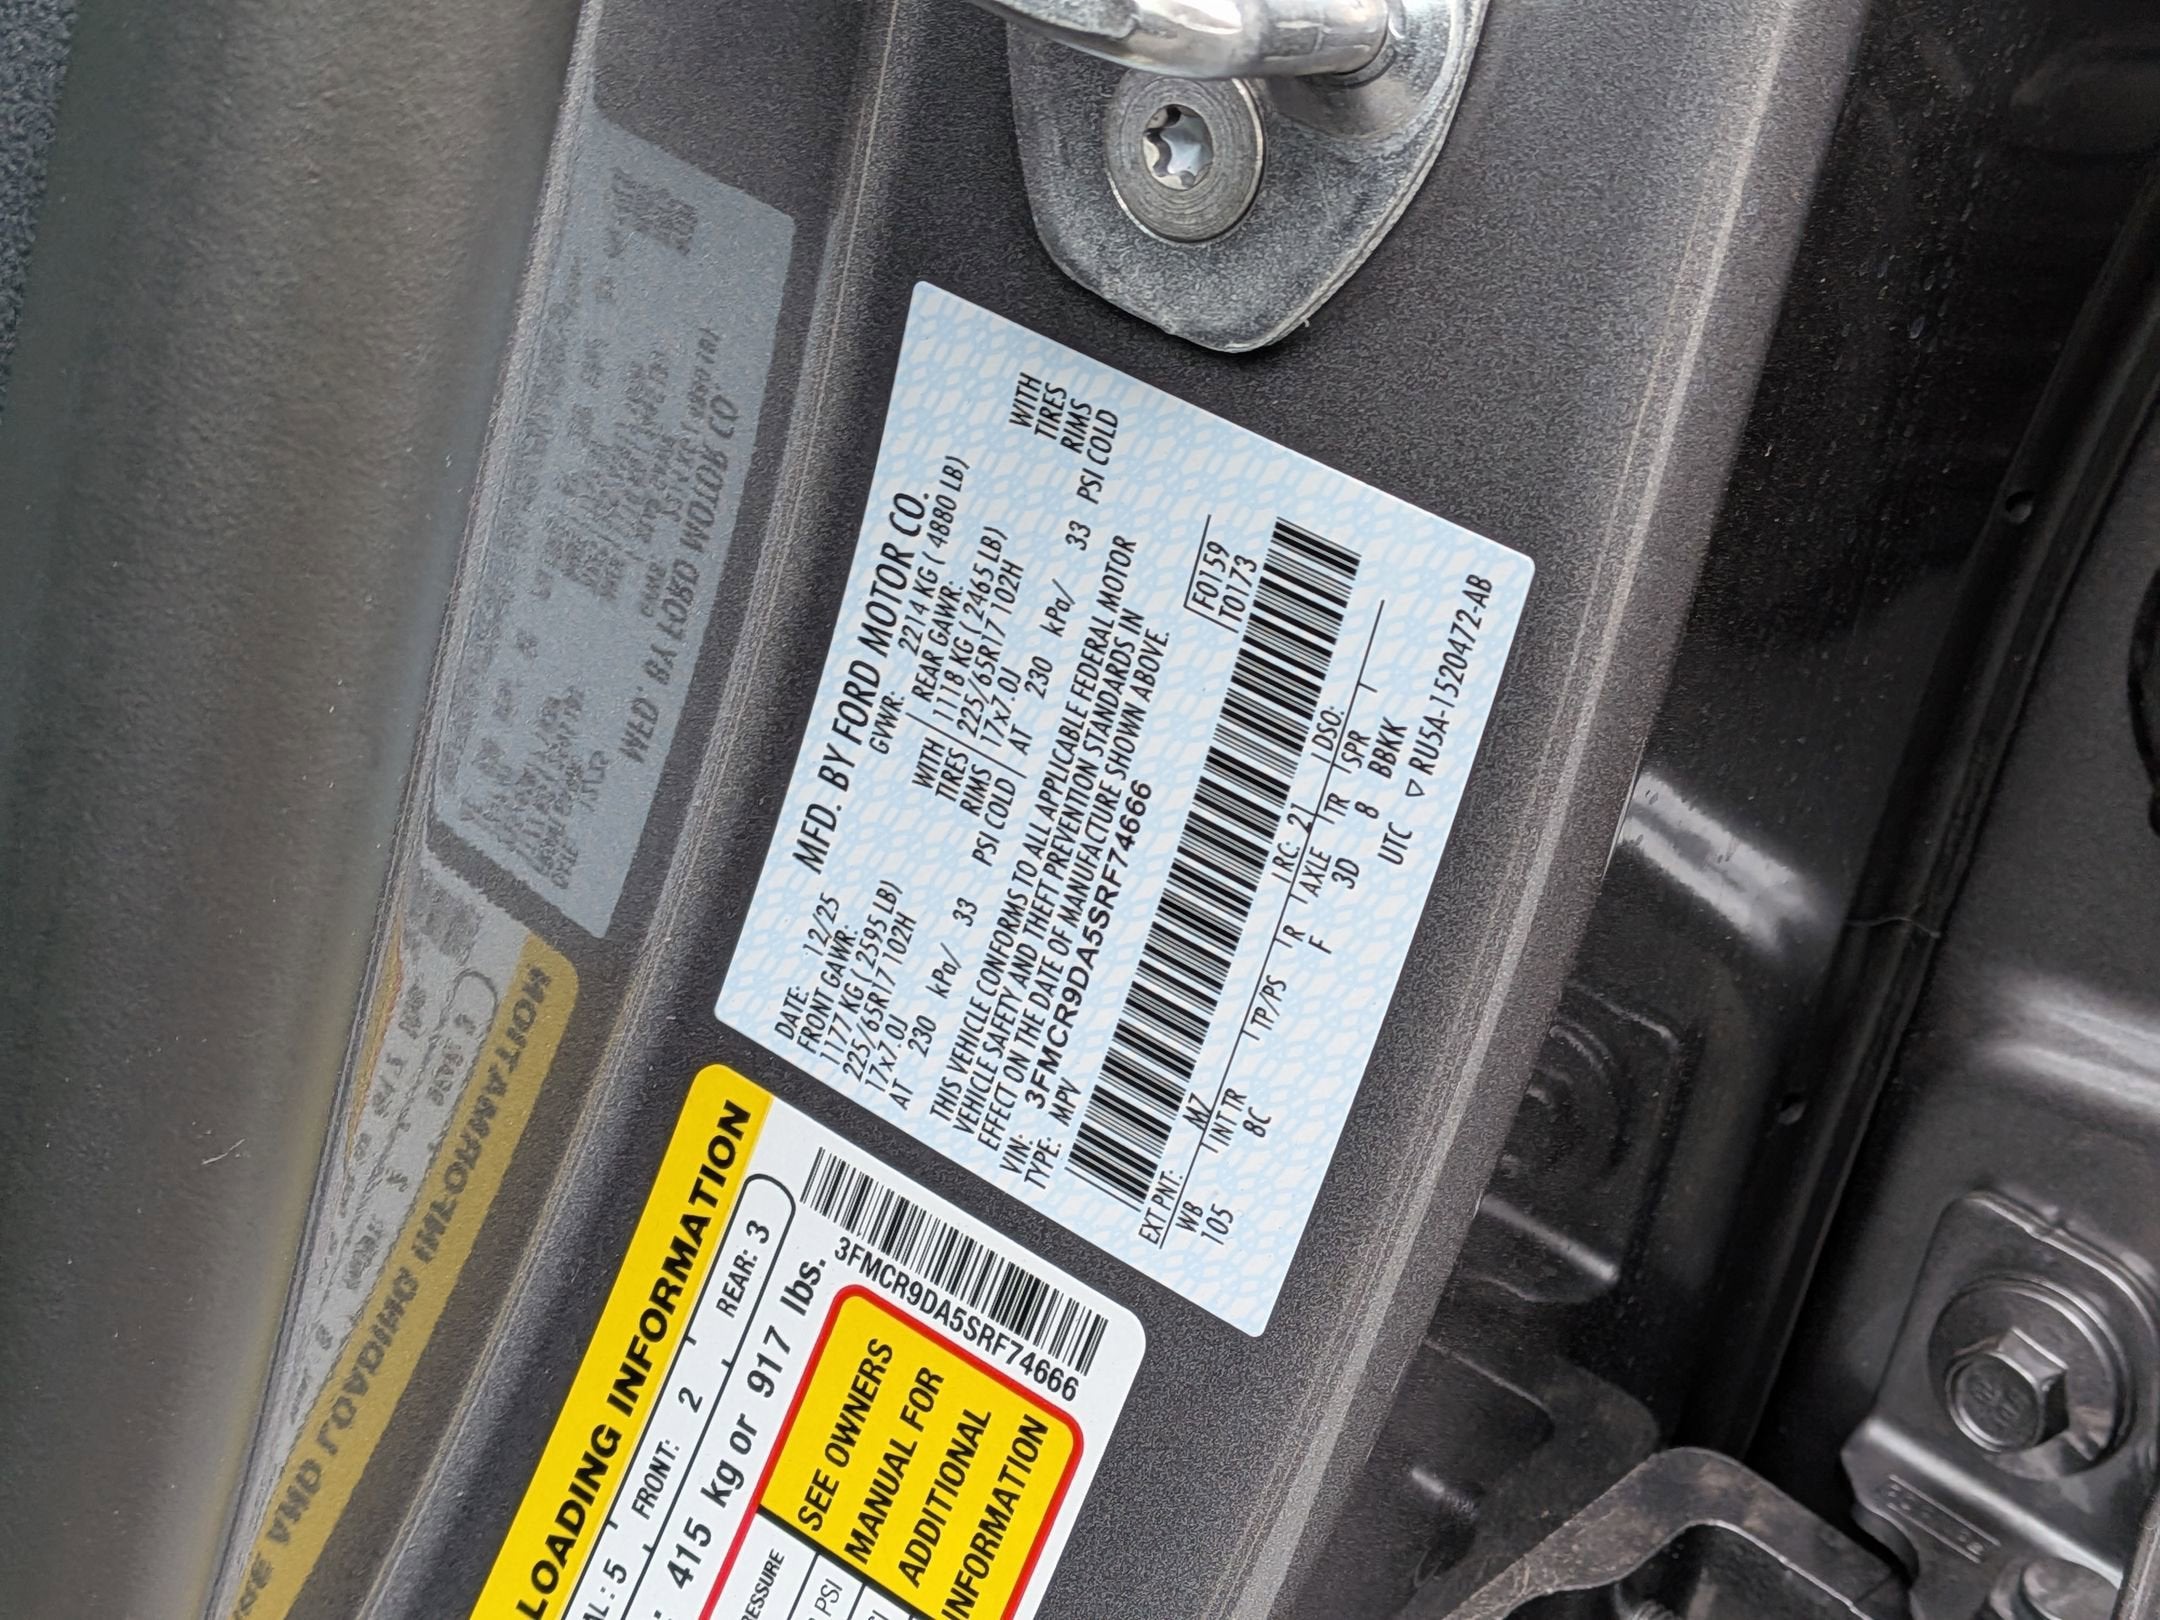 MFD. BY FORD MOTOR CO.
DATE: 12/25 GVWR: 2214 KG ( 4880 LB)
FRONT GAWR: REAR GAWR:
1177 KG ( 2595 LB) WITH 1118 KG ( 2465 LB) WITH
225/65R17 102H TIRES 225/65R17 102H TIRES
17x7.0J RIMS 17x7.0J RIMS
AT 230 kPa/ 33 PSI COLD AT 230 kPa/ 33 PSI COLD
THIS VEHICLE CONFORMS TO ALL APPLICABLE FEDERAL MOTOR
VEHICLE SAFETY AND THEFT PREVENTION STANDARDS IN
EFFECT ON THE DATE OF MANUFACTURE SHOWN ABOVE.
VIN: 3FMCR9DA5SRF74666
TYPE: MPV
F0159
T0173
EXT PNT: M7 RC: 21 DSO:
WB INT TR TP/PS R AXLE TR SPR
105 8C F 3D 8 BBKK
UTC ▽ RU5A-1520472-AB
LOADING INFORMATION
5 FRONT: 2 REAR: 3
415 kg or 917 lbs.
3FMCR9DA5SRF74666
SEE OWNERS
MANUAL FOR
ADDITIONAL
INFORMATION
PSI